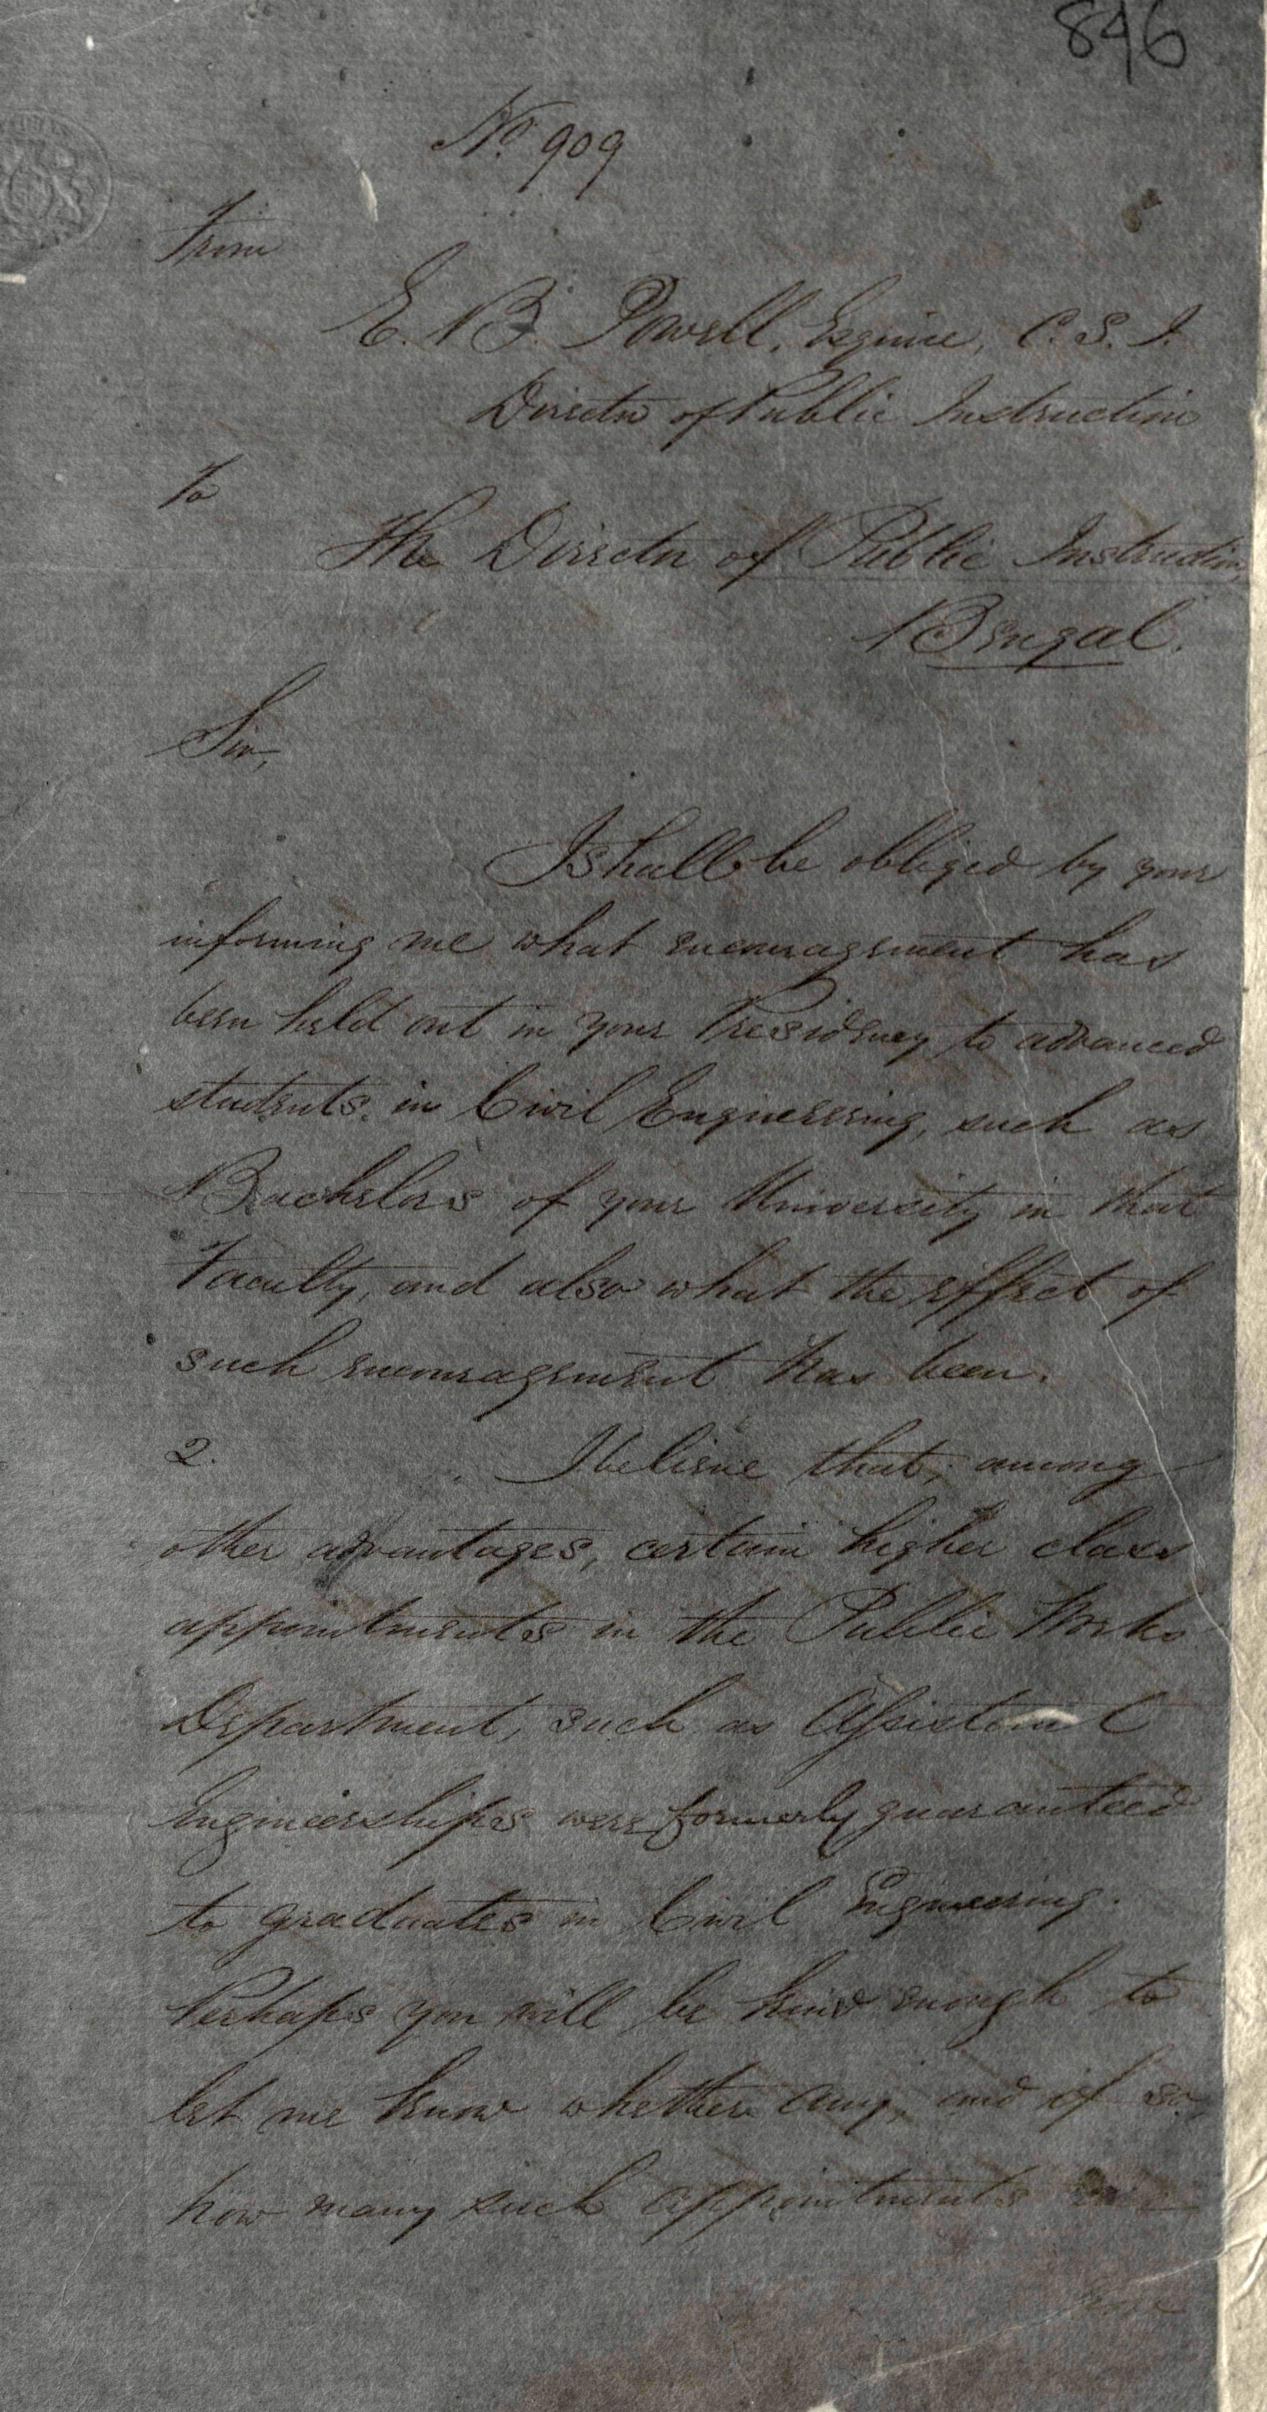 896
No. 909
From
E. B. Powell, Esquire, C. S. I.
Director of Public Instruction
To
The Director of Public Instruction,
Bengal.
Sir,
I shall be obliged by your
informing me what encouragement has
been held out in your Presidency to advanced
students in Civil Engineering, such as
Bachelors of your University in that
Faculty, and also what the effect of
such encouragement has been.
2. I believe that, among
other advantages, certain higher class
appointments in the Public Works
Department, such as Assistant
Engineerships were formerly guaranteed
to graduates in Civil Engineering.
Perhaps you will be kind enough to
let me know whether any, and if so,
how many such appointments are
now